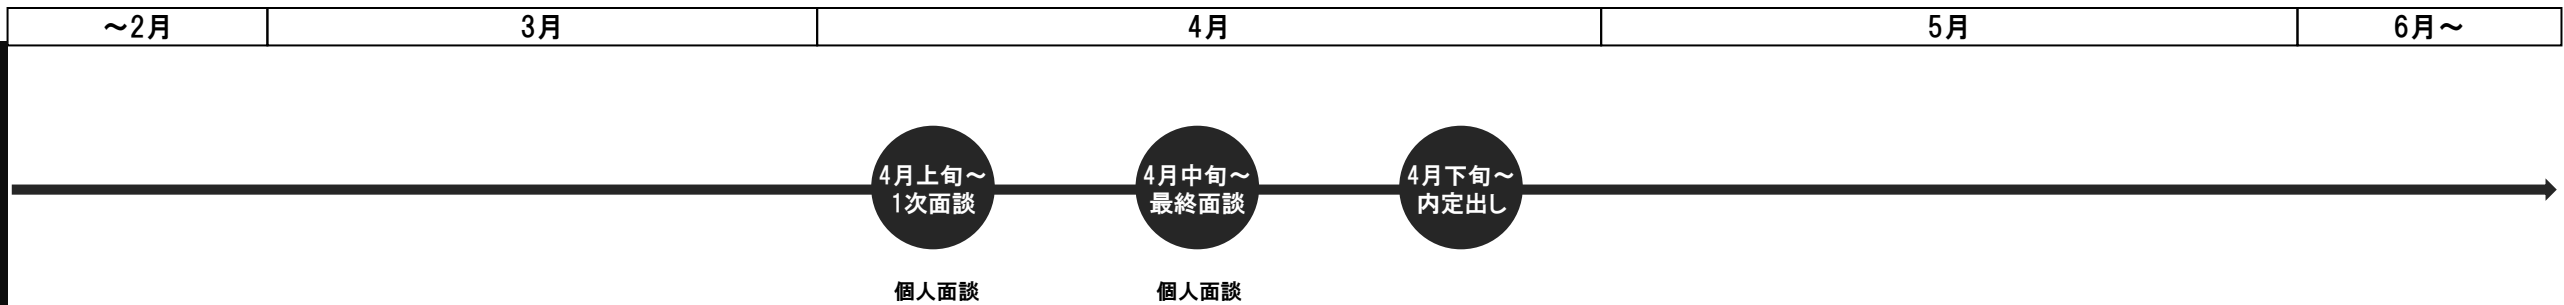 ～2月
3月
4月
5月
6月～
4月上旬～
1次面談
4月中旬～
最終面談
4月下旬～
内定出し
個人面談
個人面談